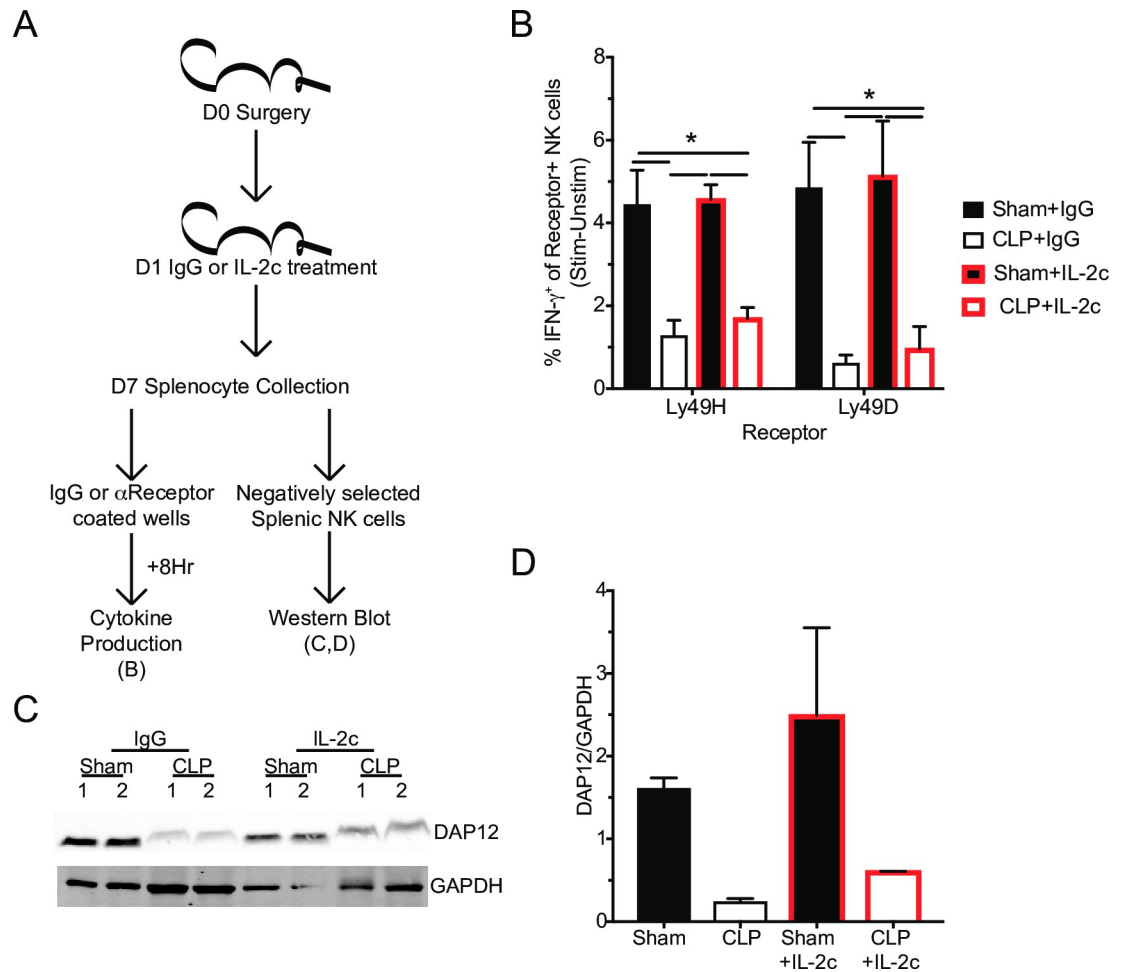 A
D0 Surgery
D1 IgG or IL-2c treatment
D7 Splenocyte Collection
IgG or αReceptor
coated wells
Negatively selected
Splenic NK cells
+8Hr
Cytokine
Production
(B)
Western Blot
(C,D)
B
% IFN-γ⁺ of Receptor+ NK cells
(Stim-Unstim)
8
6
4
2
0
*
*
Ly49H
Ly49D
Receptor
Sham+IgG
CLP+IgG
Sham+IL-2c
CLP+IL-2c
C
IgG
IL-2c
Sham
CLP
Sham
CLP
1 2 1 2 1 2 1 2
DAP12
GAPDH
D
DAP12/GAPDH
4
3
2
1
0
Sham
CLP
Sham
+IL-2c
CLP
+IL-2c